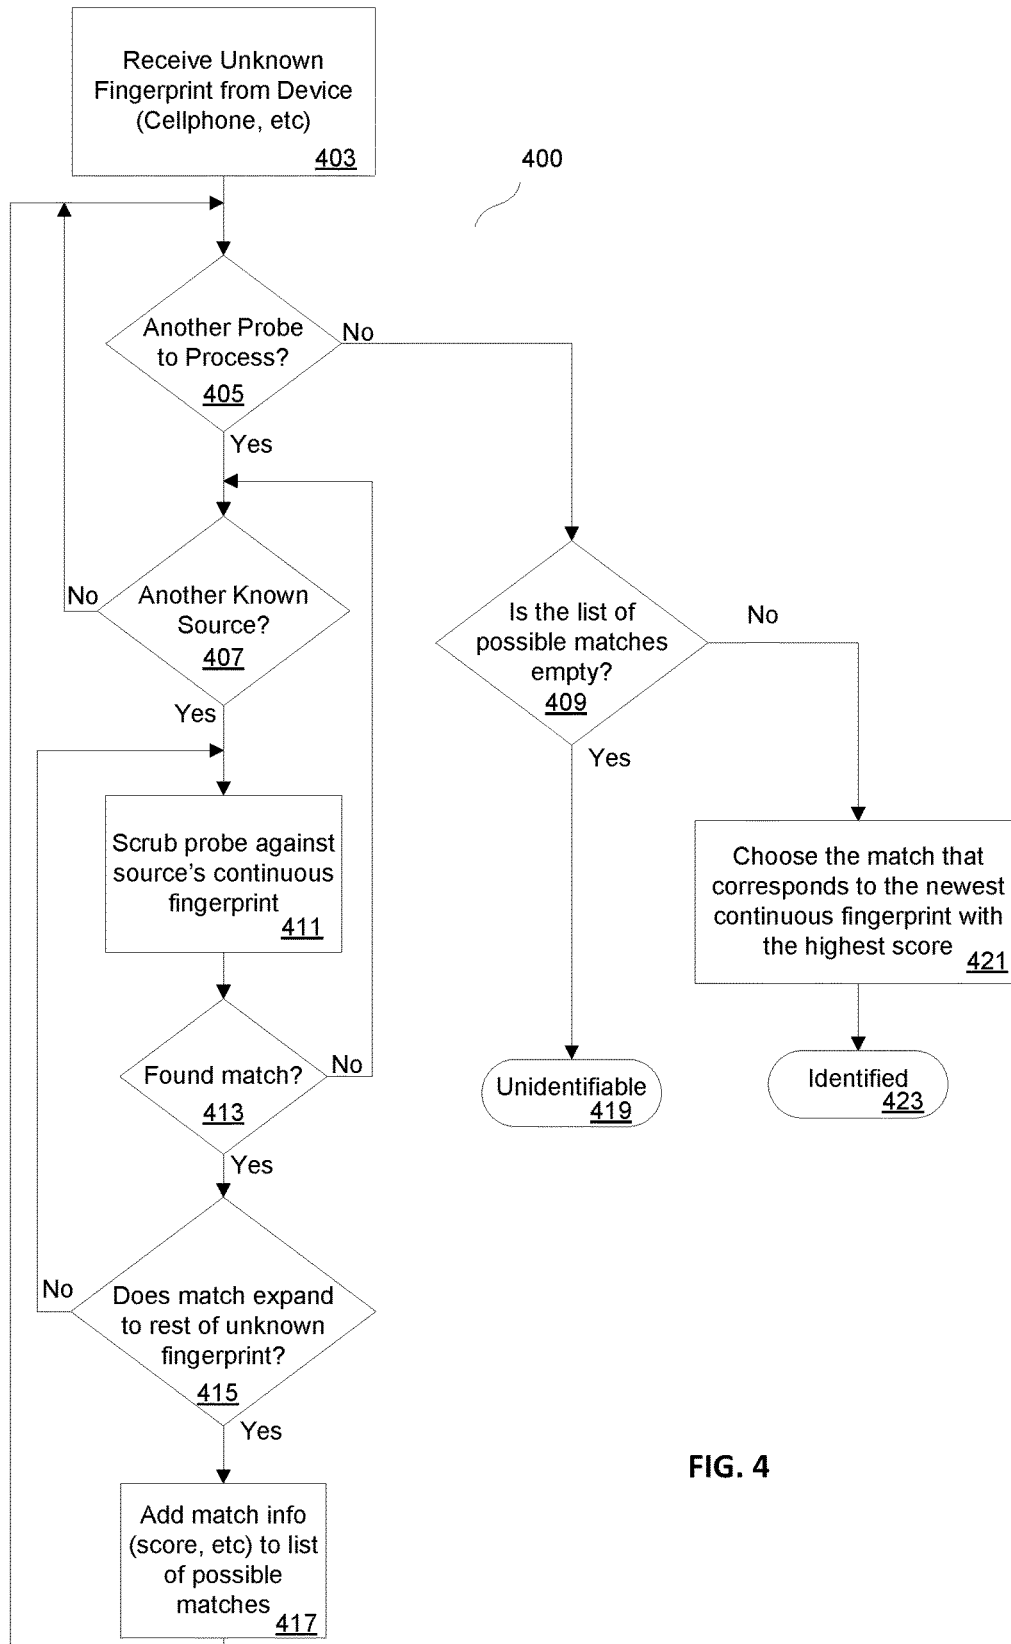 Receive Unknown
Fingerprint from Device
(Cellphone, etc)
403
400
Another Probe
to Process?
405
No
Yes
Another Known
Source?
407
No
Yes
Is the list of
possible matches
empty?
409
No
Yes
Scrub probe against
source's continuous
fingerprint
411
Choose the match that
corresponds to the newest
continuous fingerprint with
the highest score
421
Found match?
413
No
Yes
Unidentifiable
419
Identified
423
Does match expand
to rest of unknown
fingerprint?
415
No
Yes
Add match info
(score, etc) to list
of possible
matches
417
FIG. 4